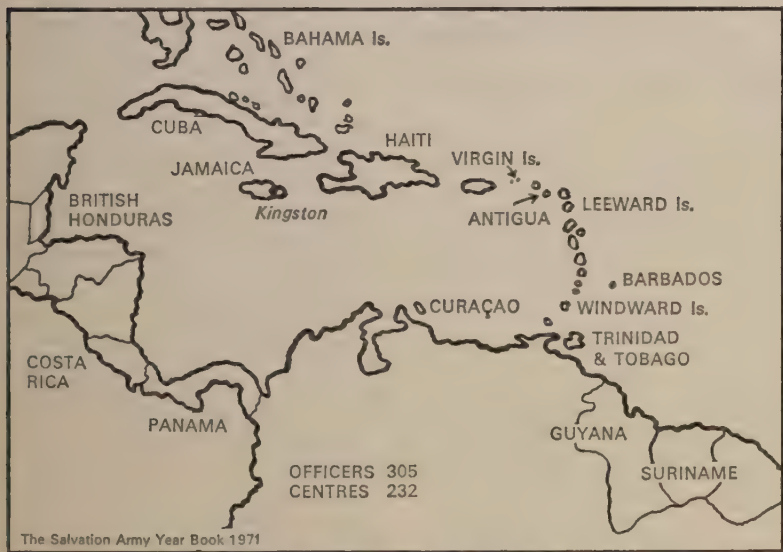 BAHAMA Is.
CUBA
HAITI
JAMAICA
VIRGIN Is.
Kingston
ANTIGUA
LEEWARD Is.
BRITISH
HONDURAS
BARBADOS
CURAÇAO
WINDWARD Is.
TRINIDAD
& TOBAGO
COSTA
RICA
PANAMA
GUYANA
SURINAME
OFFICERS 305
CENTRES 232
The Salvation Army Year Book 1971